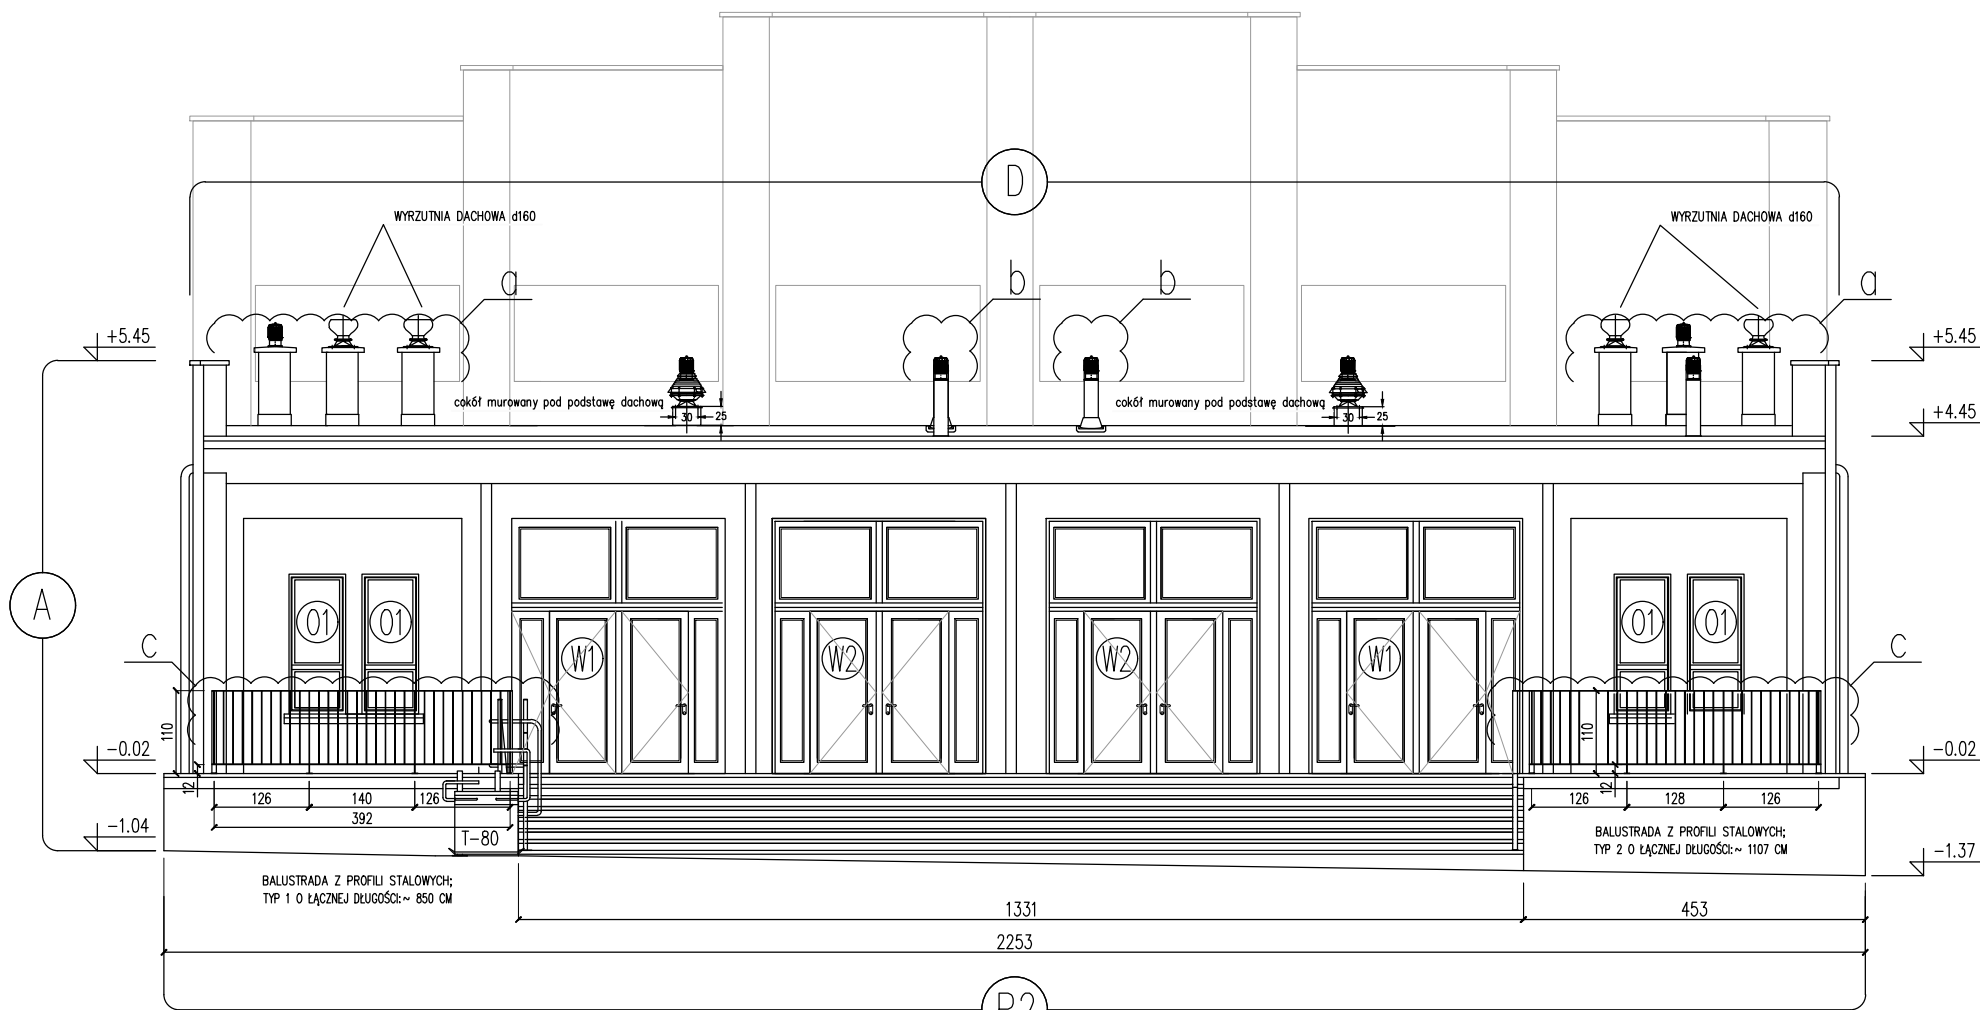 D
WYRZUTNIA DACHOWA d160
WYRZUTNIA DACHOWA d160
a
b
b
a
+5.45
+5.45
cokół murowany pod podstawę dachową
30
25
cokół murowany pod podstawę dachową
30
25
+4.45
A
O1
O1
W1
W2
W2
W1
O1
O1
C
C
110
110
-0.02
-0.02
12
12
126
140
126
126
128
126
392
-1.04
T-80
BALUSTRADA Z PROFILI STALOWYCH;
TYP 2 O ŁĄCZNEJ DŁUGOŚCI:~ 1107 CM
-1.37
BALUSTRADA Z PROFILI STALOWYCH;
TYP 1 O ŁĄCZNEJ DŁUGOŚCI:~ 850 CM
1331
453
2253